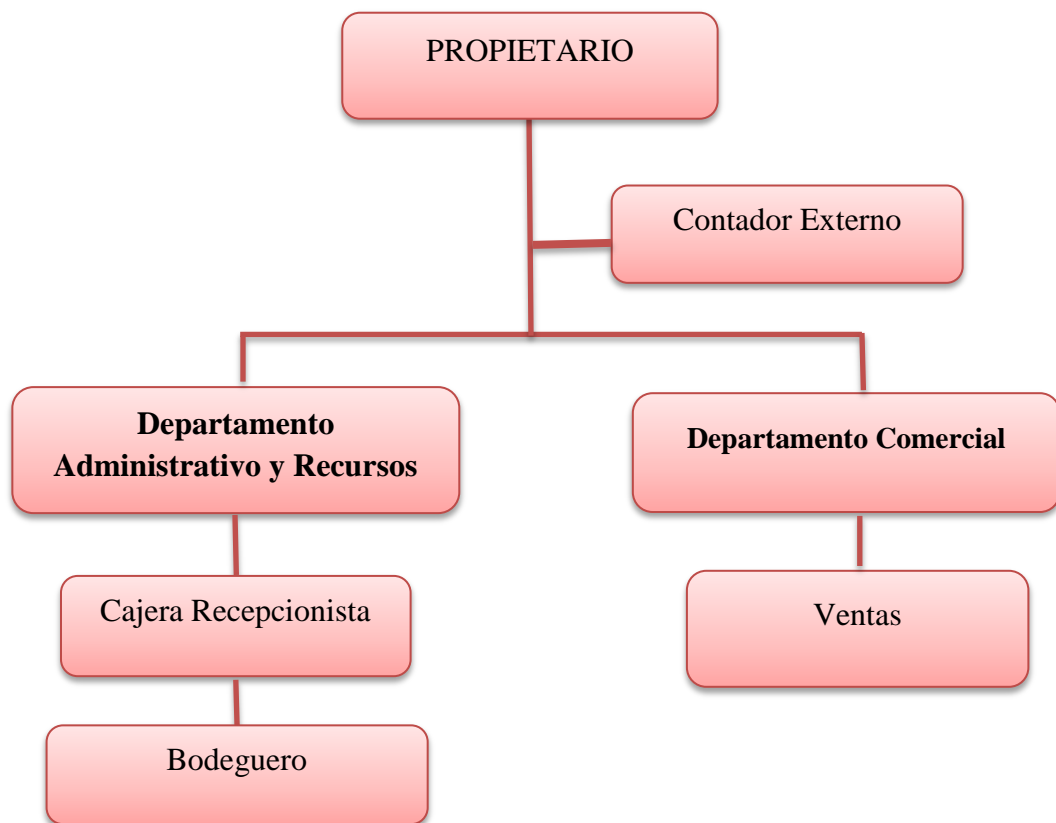 PROPIETARIO
Contador Externo
Departamento
Administrativo y Recursos
Departamento Comercial
Cajera Recepcionista
Ventas
Bodeguero